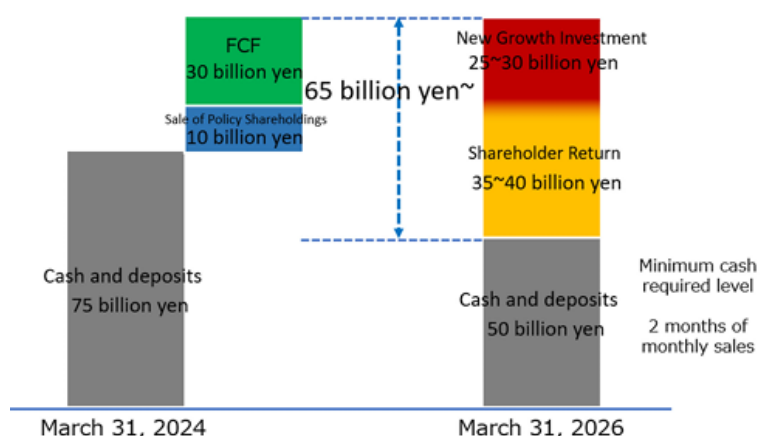 FCF
30 billion yen
Sale of Policy Shareholdings
10 billion yen
Cash and deposits
75 billion yen
65 billion yen~
New Growth Investment
25~30 billion yen
Shareholder Return
35~40 billion yen
Cash and deposits
50 billion yen
Minimum cash
required level
2 months of
monthly sales
March 31, 2024
March 31, 2026